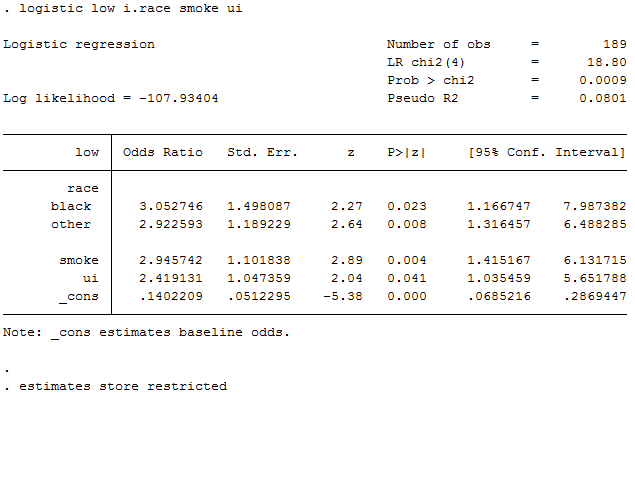 . logistic low i.race smoke ui
Logistic regression Number of obs = 189
LR chi2(4) = 18.80
Prob > chi2 = 0.0009
Log likelihood = -107.93404 Pseudo R2 = 0.0801
low Odds Ratio Std. Err. z P>|z| [95% Conf. Interval]
race
black 3.052746 1.498087 2.27 0.023 1.166747 7.987382
other 2.922593 1.189229 2.64 0.008 1.316457 6.488285
smoke 2.945742 1.101838 2.89 0.004 1.415167 6.131715
ui 2.419131 1.047359 2.04 0.041 1.035459 5.651788
_cons .1402209 .0512295 -5.38 0.000 .0685216 .2869447
Note: _cons estimates baseline odds.
.
. estimates store restricted